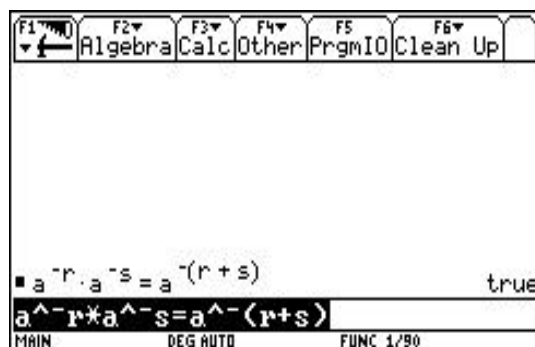 F1▼ F2▼ F3▼ F4▼ F5 F6▼
Algebra Calc Other PrgmIO Clean Up
▪ a^⁻r · a^⁻s = a^⁻(r + s) true
a^⁻r*a^⁻s=a^⁻(r+s)
MAIN DEG AUTO FUNC 1/90